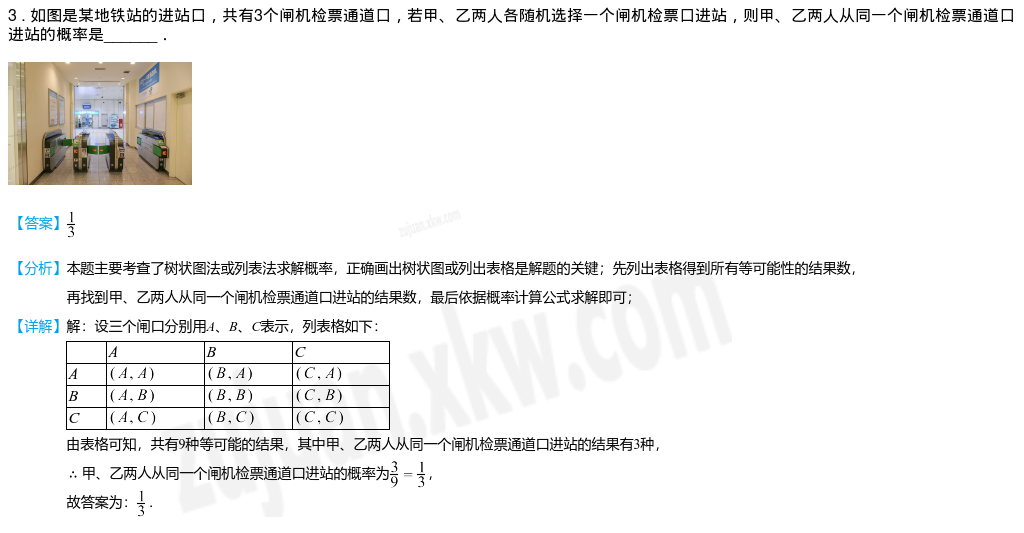 3．如图是某地铁站的进站口，共有3个闸机检票通道口，若甲、乙两人各随机选择一个闸机检票口进站，则甲、乙两人从同一个闸机检票通道口
进站的概率是_______．
【答案】1/3
zujuan.xkw.com
【分析】本题主要考查了树状图法或列表法求解概率，正确画出树状图或列出表格是解题的关键；先列出表格得到所有等可能性的结果数，
再找到甲、乙两人从同一个闸机检票通道口进站的结果数，最后依据概率计算公式求解即可；
【详解】解：设三个闸口分别用A、B、C表示，列表格如下：
A B C
A (A, A) (B, A) (C, A)
B (A, B) (B, B) (C, B)
C (A, C) (B, C) (C, C)
由表格可知，共有9种等可能的结果，其中甲、乙两人从同一个闸机检票通道口进站的结果有3种，
∴ 甲、乙两人从同一个闸机检票通道口进站的概率为3/9 = 1/3，
故答案为：1/3．
zujuan.xkw.com